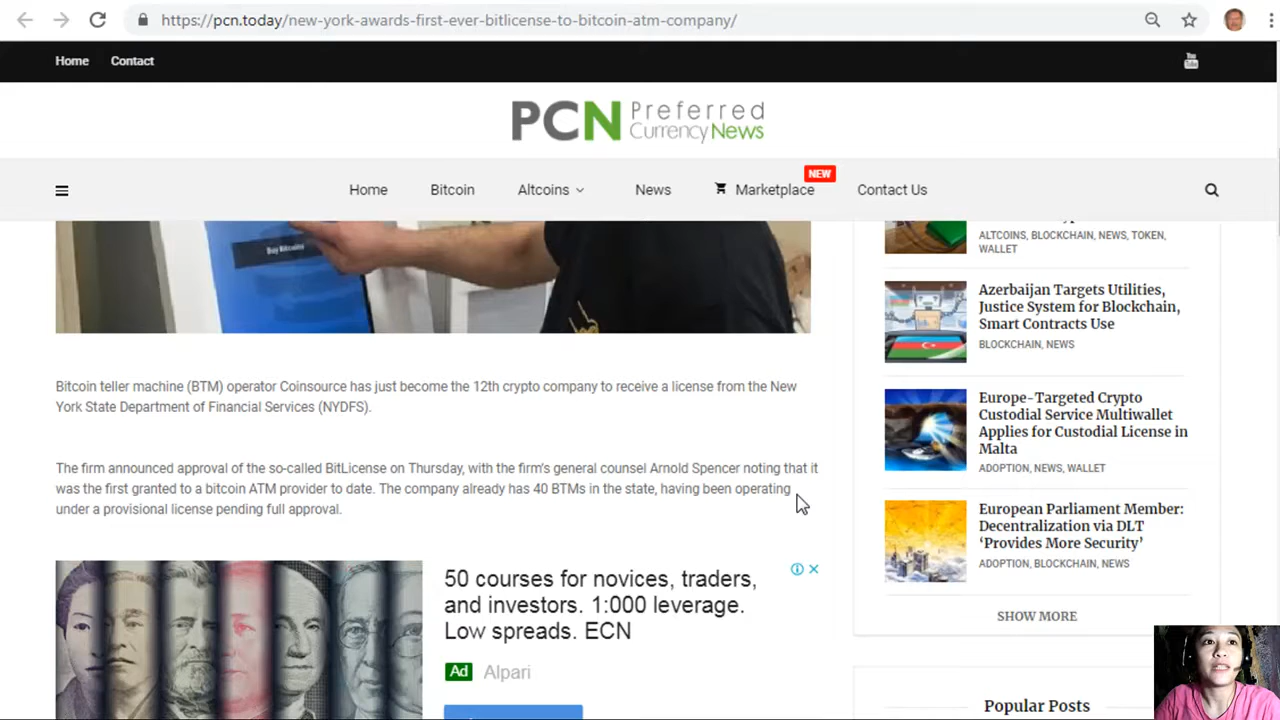 https://pcn.today/new-york-awards-first-ever-bitlicense-to-bitcoin-atm-company/
Home Contact
You Tube
PCN Preferred
Currency News
NEW
Home Bitcoin Altcoins News Marketplace Contact Us
Buy Bitcoins
Bitcoin teller machine (BTM) operator Coinsource has just become the 12th crypto company to receive a license from the New
York State Department of Financial Services (NYDFS).
The firm announced approval of the so-called BitLicense on Thursday, with the firm's general counsel Arnold Spencer noting that it
was the first granted to a bitcoin ATM provider to date. The company already has 40 BTMs in the state, having been operating
under a provisional license pending full approval.
50 courses for novices, traders,
and investors. 1:000 leverage.
Low spreads. ECN
Ad Alpari
ALTCOINS, BLOCKCHAIN, NEWS, TOKEN,
WALLET
Azerbaijan Targets Utilities,
Justice System for Blockchain,
Smart Contracts Use
BLOCKCHAIN, NEWS
Europe-Targeted Crypto
Custodial Service Multiwallet
Applies for Custodial License in
Malta
ADOPTION, NEWS, WALLET
European Parliament Member:
Decentralization via DLT
‘Provides More Security’
ADOPTION, BLOCKCHAIN, NEWS
SHOW MORE
Popular Posts